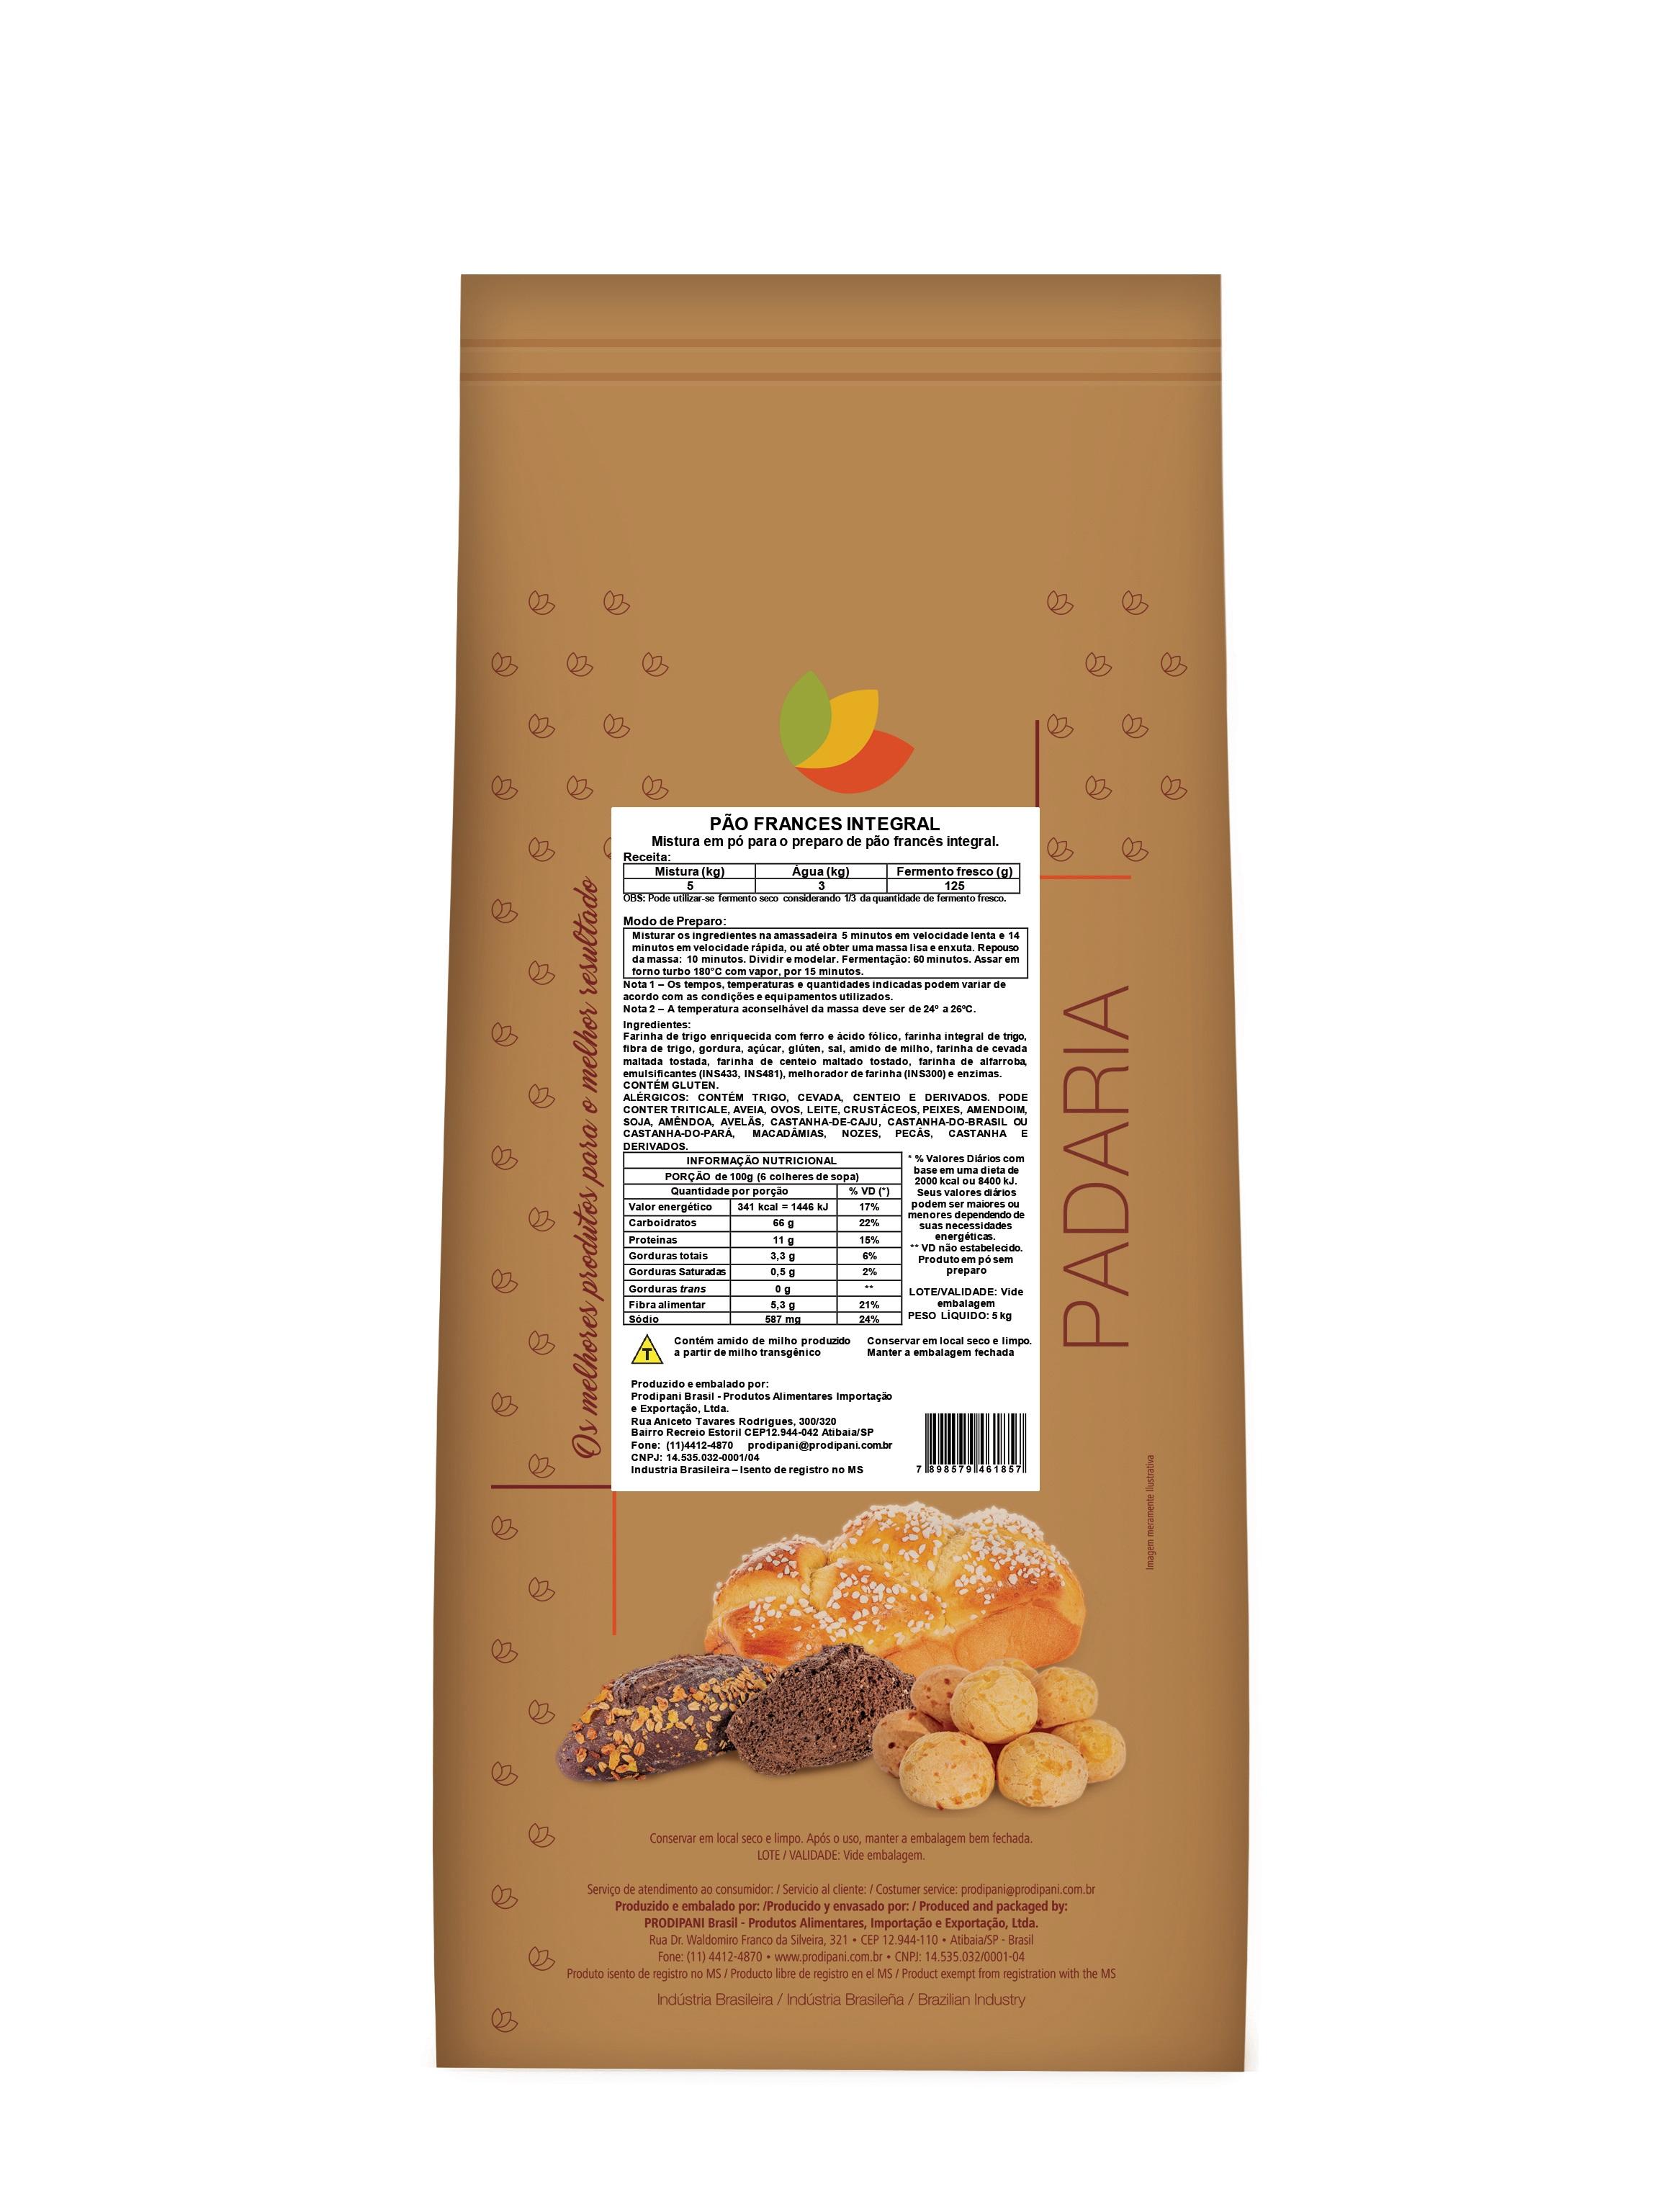 PÃO FRANCES INTEGRAL
Mistura em pó para o preparo de pão francês integral.
Receita:
Mistura (kg) Água (kg) Fermento fresco (g)
5 3 125
OBS: Pode utilizar-se fermento seco considerando 1/3 da quantidade de fermento fresco.
Modo de Preparo:
Misturar os ingredientes na amassadeira 5 minutos em velocidade lenta e 14
minutos em velocidade rápida, ou até obter uma massa lisa e enxuta. Repouso
da massa: 10 minutos. Dividir e modelar. Fermentação: 60 minutos. Assar em
forno turbo 180°C com vapor, por 15 minutos.
Nota 1 – Os tempos, temperaturas e quantidades indicadas podem variar de
acordo com as condições e equipamentos utilizados.
Nota 2 – A temperatura aconselhável da massa deve ser de 24º a 26ºC.
Ingredientes:
Farinha de trigo enriquecida com ferro e ácido fólico, farinha integral de trigo,
fibra de trigo, gordura, açúcar, glúten, sal, amido de milho, farinha de cevada
maltada tostada, farinha de centeio maltado tostado, farinha de alfarroba,
emulsificantes (INS433, INS481), melhorador de farinha (INS300) e enzimas.
CONTÉM GLUTEN.
ALÉRGICOS: CONTÉM TRIGO, CEVADA, CENTEIO E DERIVADOS. PODE
CONTER TRITICALE, AVEIA, OVOS, LEITE, CRUSTÁCEOS, PEIXES, AMENDOIM,
SOJA, AMÊNDOA, AVELÃS, CASTANHA-DE-CAJU, CASTANHA-DO-BRASIL OU
CASTANHA-DO-PARÁ, MACADÂMIAS, NOZES, PECÃS, CASTANHA E
DERIVADOS.
INFORMAÇÃO NUTRICIONAL
PORÇÃO de 100g (6 colheres de sopa)
Quantidade por porção % VD (*)
Valor energético 341 kcal = 1446 kJ 17%
Carboidratos 66 g 22%
Proteínas 11 g 15%
Gorduras totais 3,3 g 6%
Gorduras Saturadas 0,5 g 2%
Gorduras trans 0 g **
Fibra alimentar 5,3 g 21%
Sódio 587 mg 24%
* % Valores Diários com
base em uma dieta de
2000 kcal ou 8400 kJ.
Seus valores diários
podem ser maiores ou
menores dependendo de
suas necessidades
energéticas.
** VD não estabelecido.
Produto em pó sem
preparo
LOTE/VALIDADE: Vide
embalagem
PESO LÍQUIDO: 5 kg
T
Contém amido de milho produzido
a partir de milho transgênico
Conservar em local seco e limpo.
Manter a embalagem fechada
Produzido e embalado por:
Prodipani Brasil - Produtos Alimentares Importação
e Exportação, Ltda.
Rua Aniceto Tavares Rodrigues, 300/320
Bairro Recreio Estoril CEP12.944-042 Atibaia/SP
Fone: (11)4412-4870 prodipani@prodipani.com.br
CNPJ: 14.535.032-0001/04
Industria Brasileira – Isento de registro no MS
7 898579 461857
Os melhores produtos para o melhor resultado
PADARIA
Imagem meramente ilustrativa
Conservar em local seco e limpo. Após o uso, manter a embalagem bem fechada.
LOTE / VALIDADE: Vide embalagem.
Serviço de atendimento ao consumidor: / Servicio al cliente: / Costumer service: prodipani@prodipani.com.br
Produzido e embalado por: /Producido y envasado por: / Produced and packaged by:
PRODIPANI Brasil - Produtos Alimentares, Importação e Exportação, Ltda.
Rua Dr. Waldomiro Franco da Silveira, 321 • CEP 12.944-110 • Atibaia/SP - Brasil
Fone: (11) 4412-4870 • www.prodipani.com.br • CNPJ: 14.535.032/0001-04
Produto isento de registro no MS / Producto libre de registro en el MS / Product exempt from registration with the MS
Indústria Brasileira / Indústria Brasileña / Brazilian Industry